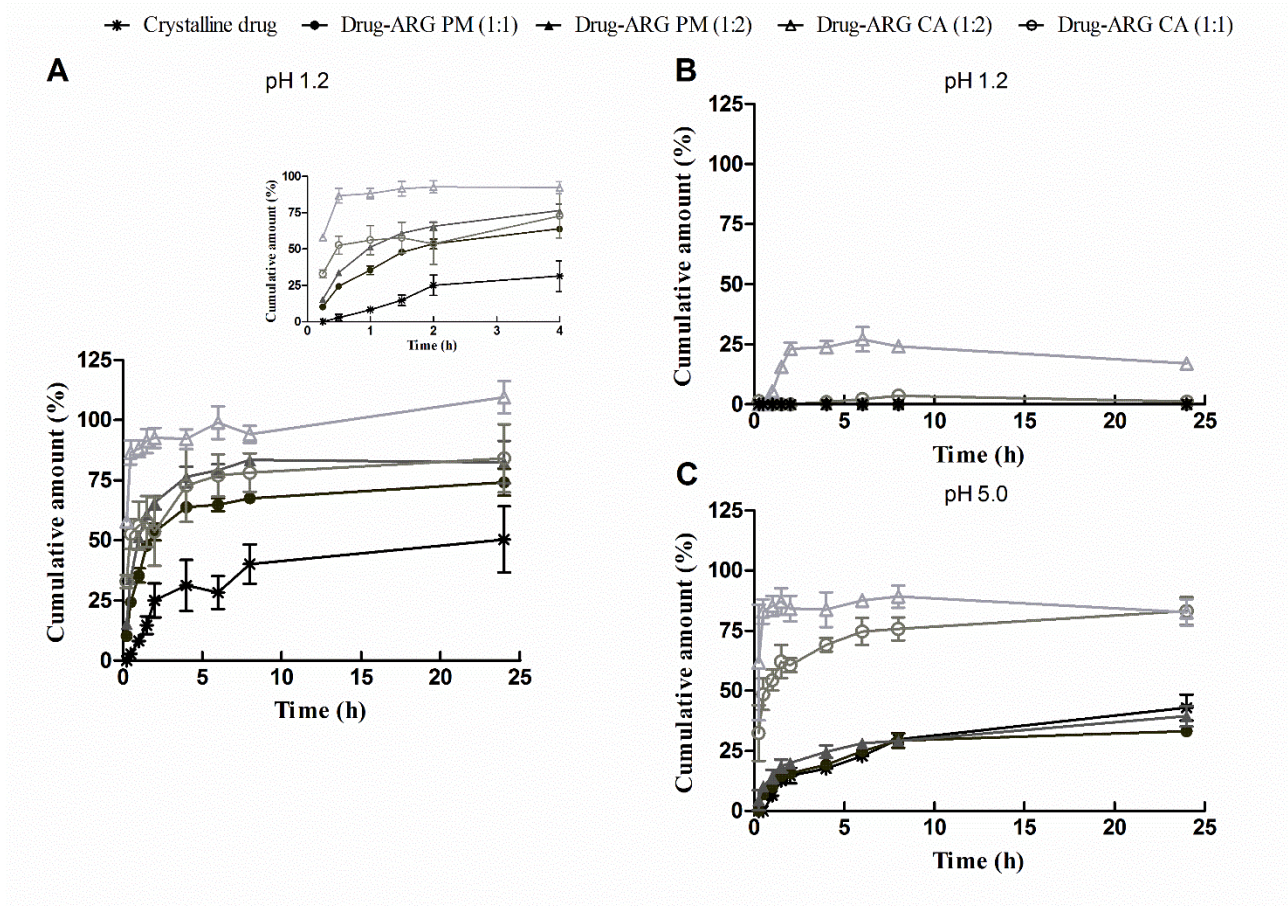 Crystalline drug Drug-ARG PM (1:1) Drug-ARG PM (1:2) Drug-ARG CA (1:2) Drug-ARG CA (1:1)
A
pH 1.2
100
75
50
25
0
Cumulative amount (%)
0 1 2 3 4
Time (h)
125
100
75
50
25
0
Cumulative amount (%)
0 5 10 15 20 25
Time (h)
B
pH 1.2
125
100
75
50
25
0
Cumulative amount (%)
0 5 10 15 20 25
Time (h)
C
pH 5.0
125
100
75
50
25
0
Cumulative amount (%)
0 5 10 15 20 25
Time (h)